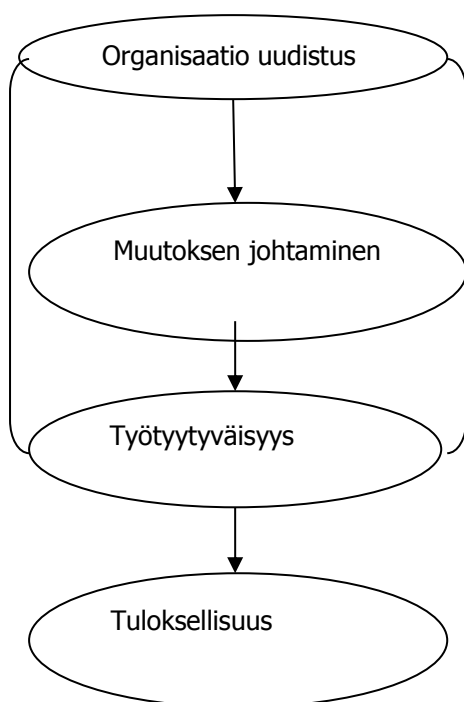 Organisaatio uudistus
Muutoksen johtaminen
Työtyytyväisyys
Tuloksellisuus